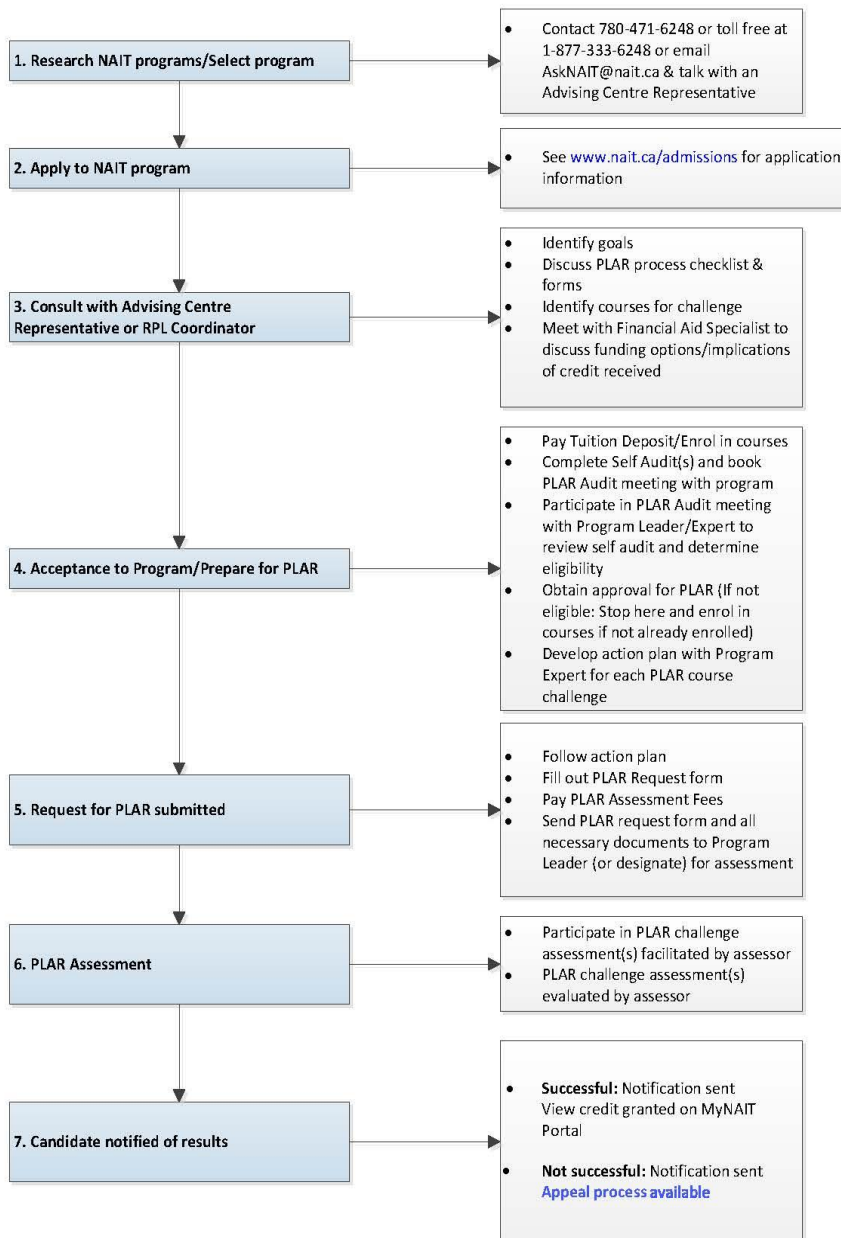 1. Research NAIT programs/Select program
• Contact 780-471-6248 or toll free at
1-877-333-6248 or email
AskNAIT@nait.ca & talk with an
Advising Centre Representative
2. Apply to NAIT program
• See www.nait.ca/admissions for application
information
3. Consult with Advising Centre
Representative or RPL Coordinator
• Identify goals
• Discuss PLAR process checklist &
forms
• Identify courses for challenge
• Meet with Financial Aid Specialist to
discuss funding options/implications
of credit received
4. Acceptance to Program/Prepare for PLAR
• Pay Tuition Deposit/Enrol in courses
• Complete Self Audit(s) and book
PLAR Audit meeting with program
• Participate in PLAR Audit meeting
with Program Leader/Expert to
review self audit and determine
eligibility
• Obtain approval for PLAR (If not
eligible: Stop here and enrol in
courses if not already enrolled)
• Develop action plan with Program
Expert for each PLAR course
challenge
5. Request for PLAR submitted
• Follow action plan
• Fill out PLAR Request form
• Pay PLAR Assessment Fees
• Send PLAR request form and all
necessary documents to Program
Leader (or designate) for assessment
6. PLAR Assessment
• Participate in PLAR challenge
assessment(s) facilitated by assessor
• PLAR challenge assessment(s)
evaluated by assessor
7. Candidate notified of results
• Successful: Notification sent
View credit granted on MyNAIT
Portal
• Not successful: Notification sent
Appeal process available